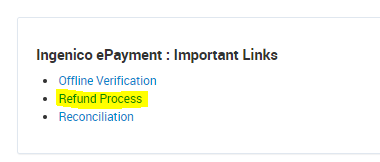 Ingenico ePayment : Important Links
Offline Verification
Refund Process
Reconciliation